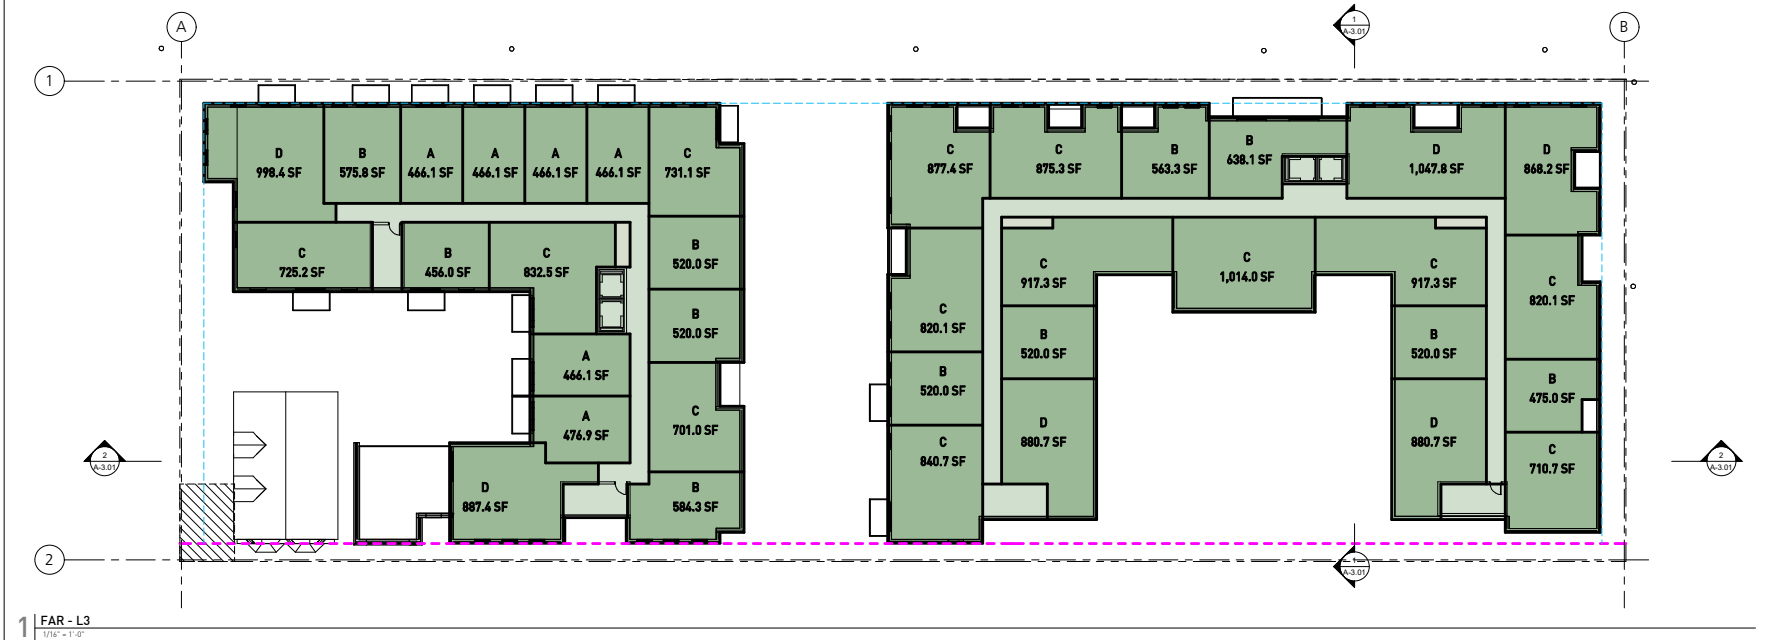 A
B
1
1
A-3.01
D
998.4 SF
B
575.8 SF
A
466.1 SF
A
466.1 SF
A
466.1 SF
A
466.1 SF
C
731.1 SF
C
877.4 SF
C
875.3 SF
B
563.3 SF
B
638.1 SF
D
1,047.8 SF
D
868.2 SF
C
725.2 SF
B
456.0 SF
C
832.5 SF
B
520.0 SF
C
917.3 SF
C
1,014.0 SF
C
917.3 SF
C
820.1 SF
B
520.0 SF
C
820.1 SF
B
520.0 SF
B
520.0 SF
A
466.1 SF
B
520.0 SF
B
475.0 SF
A
476.9 SF
C
701.0 SF
C
840.7 SF
D
880.7 SF
D
880.7 SF
C
710.7 SF
2
A-3.01
2
A-3.01
D
887.4 SF
B
584.3 SF
2
1
A-3.01
1
FAR - L3
1/16" = 1'-0"